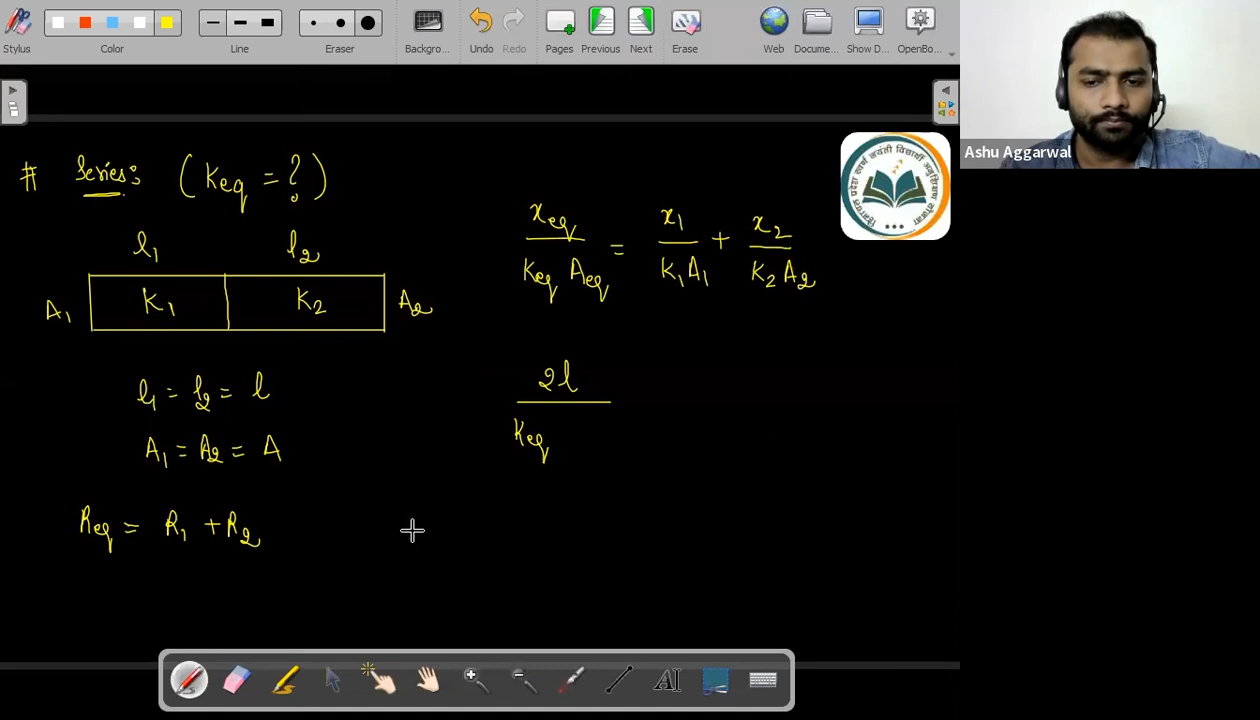 Stylus
Color
Line
Eraser
Backgro...
Undo
Redo
Pages
Previous
Next
Erase
Web
Docume...
Show D...
OpenBo...
Ashu Aggarwal
# Series: (Keq = ?)
l1 l2
A1 K1 K2 A2
l1 = l2 = l
A1 = A2 = A
Req = R1 + R2
xeq/(Keq Aeq) = x1/(K1A1) + x2/(K2A2)
2l/Keq
AI